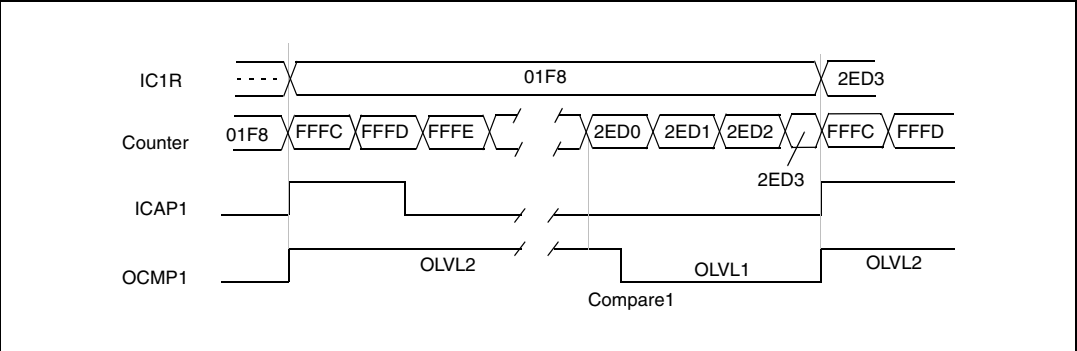 IC1R 01F8 2ED3
Counter 01F8 FFFC FFFD FFFE 2ED0 2ED1 2ED2 FFFC FFFD
2ED3
ICAP1
OCMP1 OLVL2 OLVL1 OLVL2
Compare1